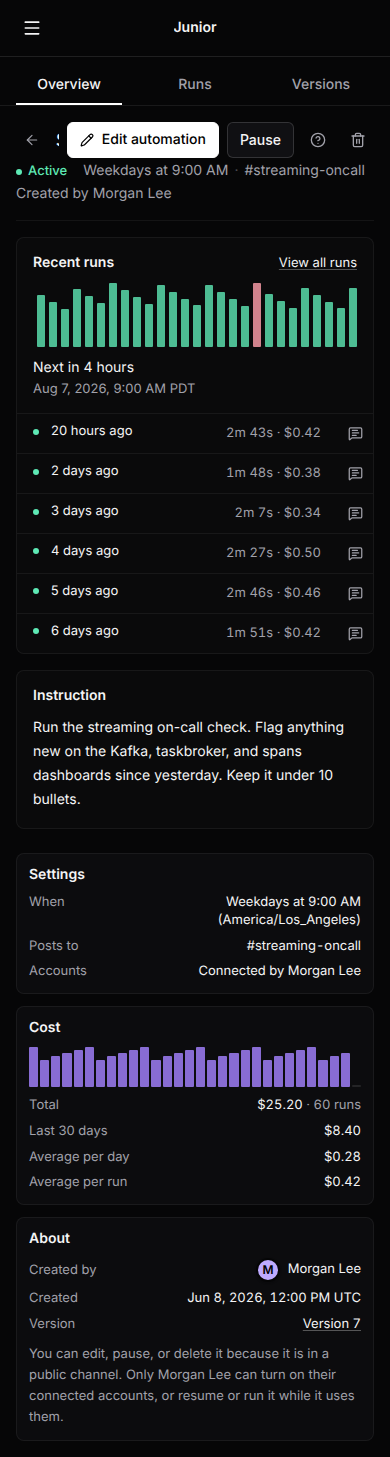 Junior
Overview Runs Versions
Edit automation Pause
Active Weekdays at 9:00 AM · #streaming-oncall
Created by Morgan Lee
Recent runs View all runs
Next in 4 hours
Aug 7, 2026, 9:00 AM PDT
20 hours ago 2m 43s · $0.42
2 days ago 1m 48s · $0.38
3 days ago 2m 7s · $0.34
4 days ago 2m 27s · $0.50
5 days ago 2m 46s · $0.46
6 days ago 1m 51s · $0.42
Instruction
Run the streaming on-call check. Flag anything
new on the Kafka, taskbroker, and spans
dashboards since yesterday. Keep it under 10
bullets.
Settings
When Weekdays at 9:00 AM
(America/Los_Angeles)
Posts to #streaming-oncall
Accounts Connected by Morgan Lee
Cost
Total $25.20 · 60 runs
Last 30 days $8.40
Average per day $0.28
Average per run $0.42
About
Created by M Morgan Lee
Created Jun 8, 2026, 12:00 PM UTC
Version Version 7
You can edit, pause, or delete it because it is in a
public channel. Only Morgan Lee can turn on their
connected accounts, or resume or run it while it uses
them.